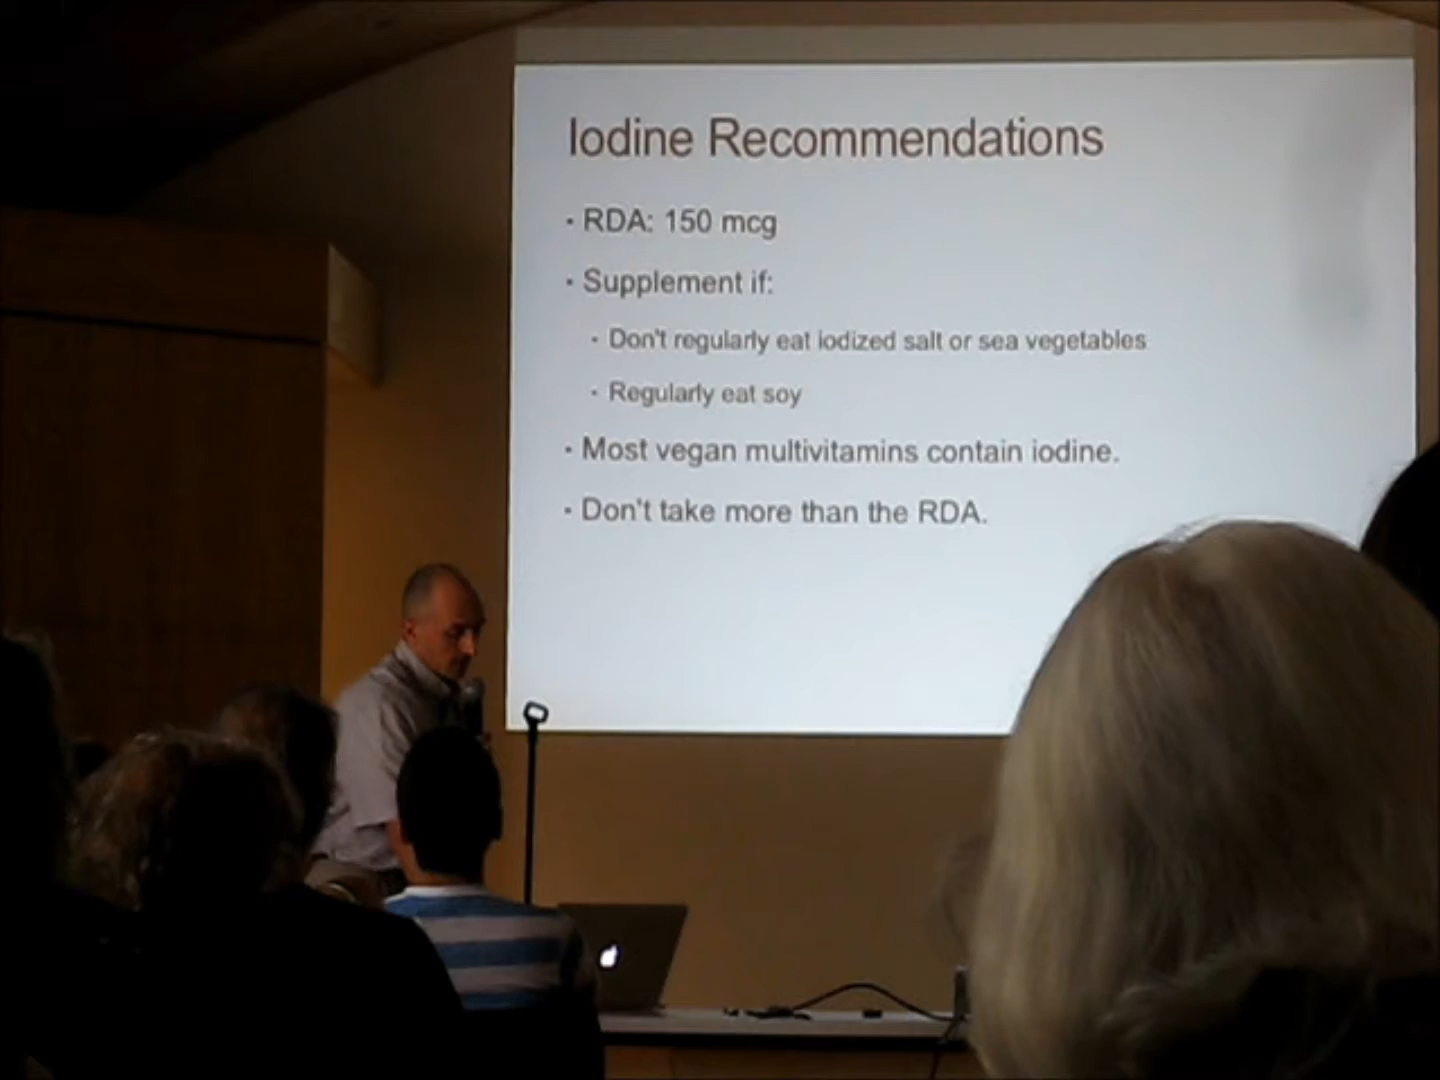 Iodine Recommendations
· RDA: 150 mcg
· Supplement if:
· Don't regularly eat iodized salt or sea vegetables
· Regularly eat soy
· Most vegan multivitamins contain iodine.
· Don't take more than the RDA.